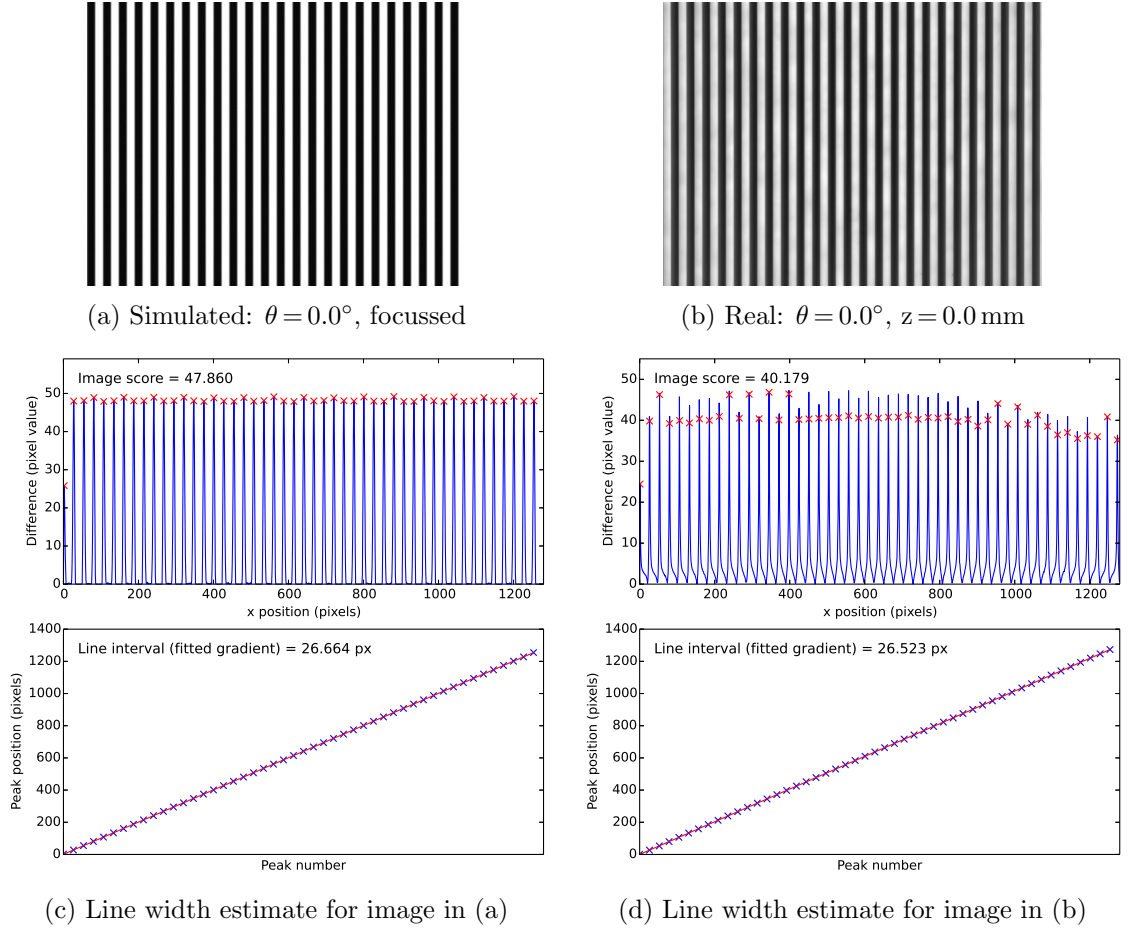 (a) Simulated: θ = 0.0°, focussed
(b) Real: θ = 0.0°, z = 0.0 mm
Image score = 47.860
Difference (pixel value)
50
40
30
20
10
0
0 200 400 600 800 1000 1200
x position (pixels)
Line interval (fitted gradient) = 26.664 px
Peak position (pixels)
1400
1200
1000
800
600
400
200
0
Peak number
(c) Line width estimate for image in (a)
Image score = 40.179
Difference (pixel value)
50
40
30
20
10
0
0 200 400 600 800 1000 1200
x position (pixels)
Line interval (fitted gradient) = 26.523 px
Peak position (pixels)
1400
1200
1000
800
600
400
200
0
Peak number
(d) Line width estimate for image in (b)